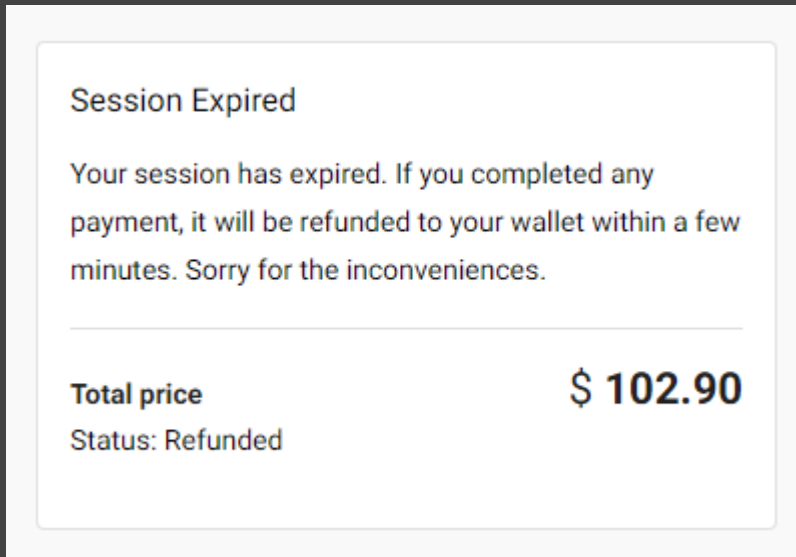 Session Expired
Your session has expired. If you completed any
payment, it will be refunded to your wallet within a few
minutes. Sorry for the inconveniences.
Total price $ 102.90
Status: Refunded